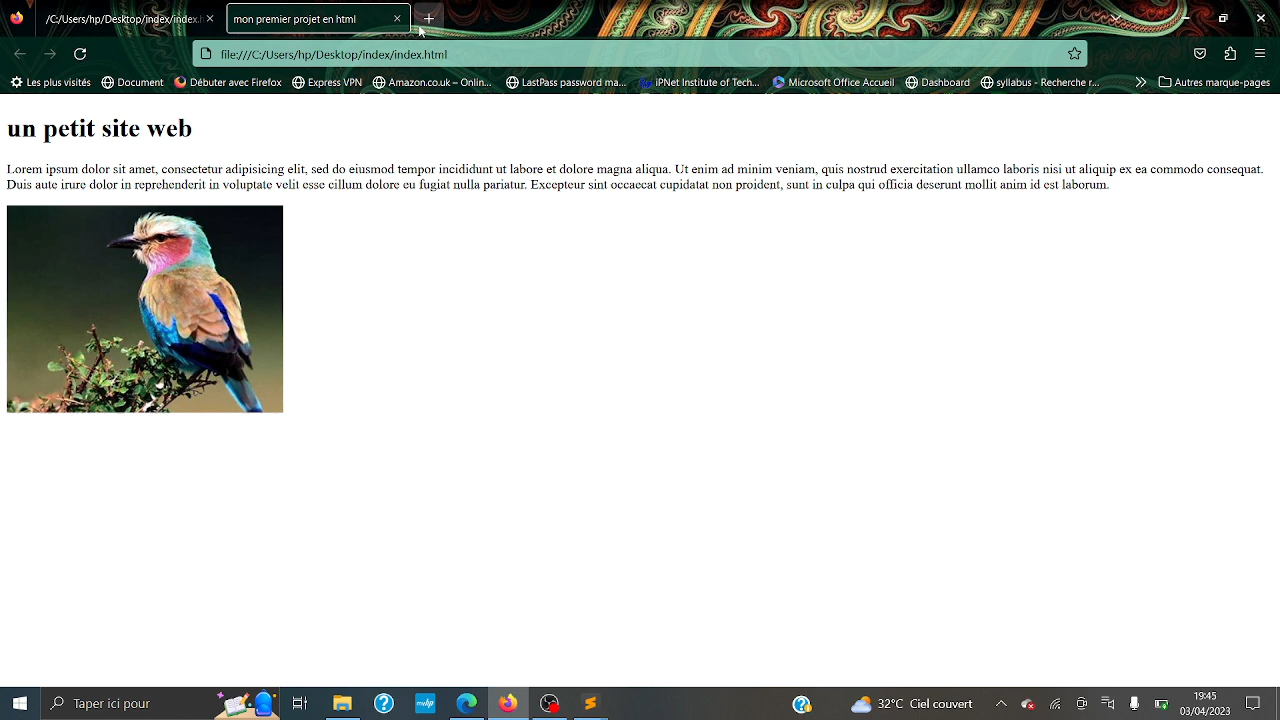 /C:/Users/hp/Desktop/index/index.h
mon premier projet en html
file:///C:/Users/hp/Desktop/index/index.html
Les plus visités
Document
Débuter avec Firefox
Express VPN
Amazon.co.uk – Onlin...
LastPass password ma...
iPNet Institute of Tech...
Microsoft Office Accueil
Dashboard
syllabus - Recherche r...
Autres marque-pages
un petit site web
Lorem ipsum dolor sit amet, consectetur adipisicing elit, sed do eiusmod tempor incididunt ut labore et dolore magna aliqua. Ut enim ad minim veniam, quis nostrud exercitation ullamco laboris nisi ut aliquip ex ea commodo consequat.
Duis aute irure dolor in reprehenderit in voluptate velit esse cillum dolore eu fugiat nulla pariatur. Excepteur sint occaecat cupidatat non proident, sunt in culpa qui officia deserunt mollit anim id est laborum.
Taper ici pour
32°C Ciel couvert
19:45
03/04/2023